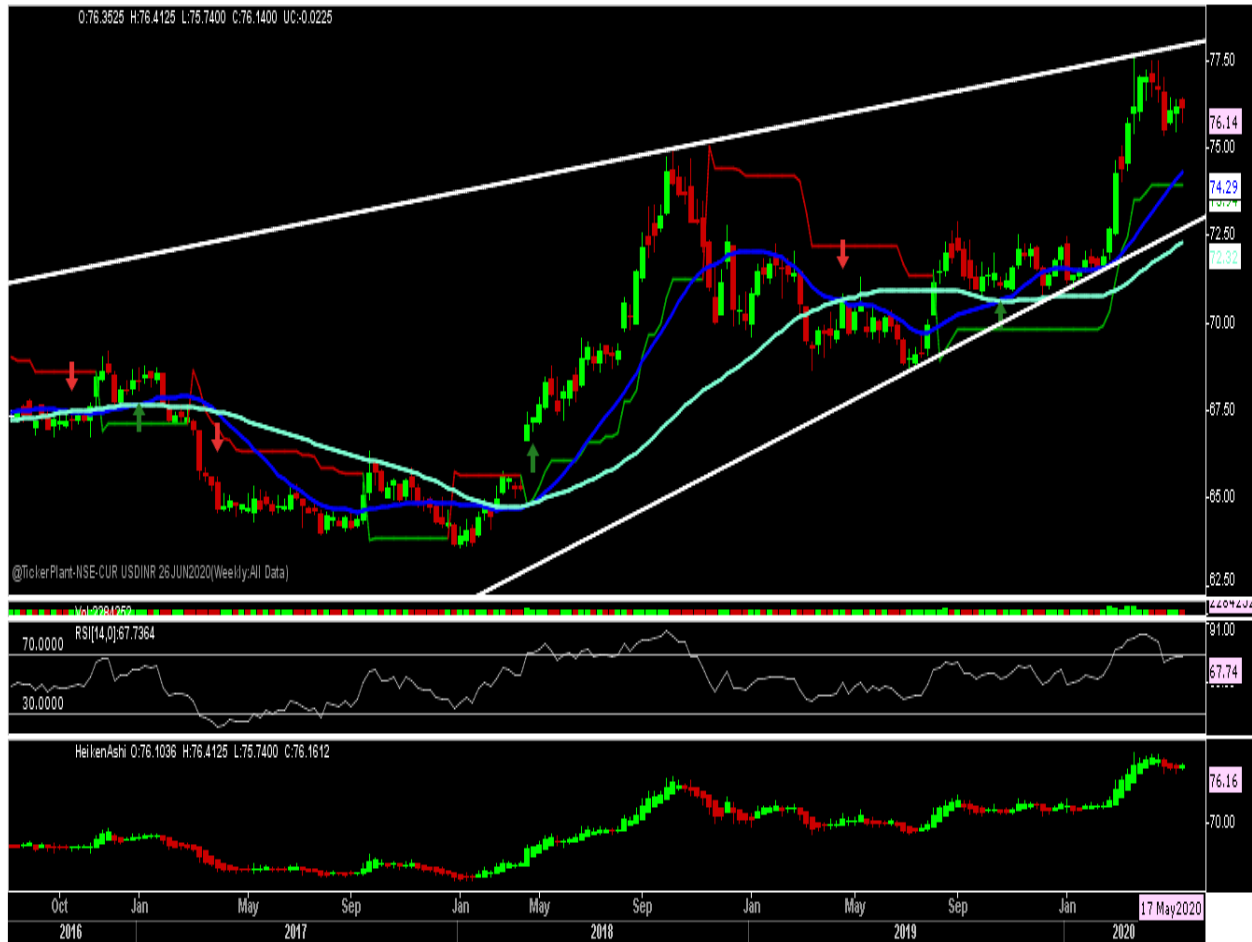 O:76.3525 H:76.4125 L:75.7400 C:76.1400 UC:-0.0225
77.50
76.14
75.00
74.29
72.50
72.32
70.00
67.50
65.00
62.50
@TickerPlant-NSE-CUR USDINR 26JUN2020(Weekly:All Data)
RSI[14,0]:67.7364
91.00
70.0000
67.74
30.0000
HeikenAshi O:76.1036 H:76.4125 L:75.7400 C:76.1612
76.16
70.00
Oct Jan May Sep Jan May Sep Jan May Sep Jan 17 May2020
2016 2017 2018 2019 2020